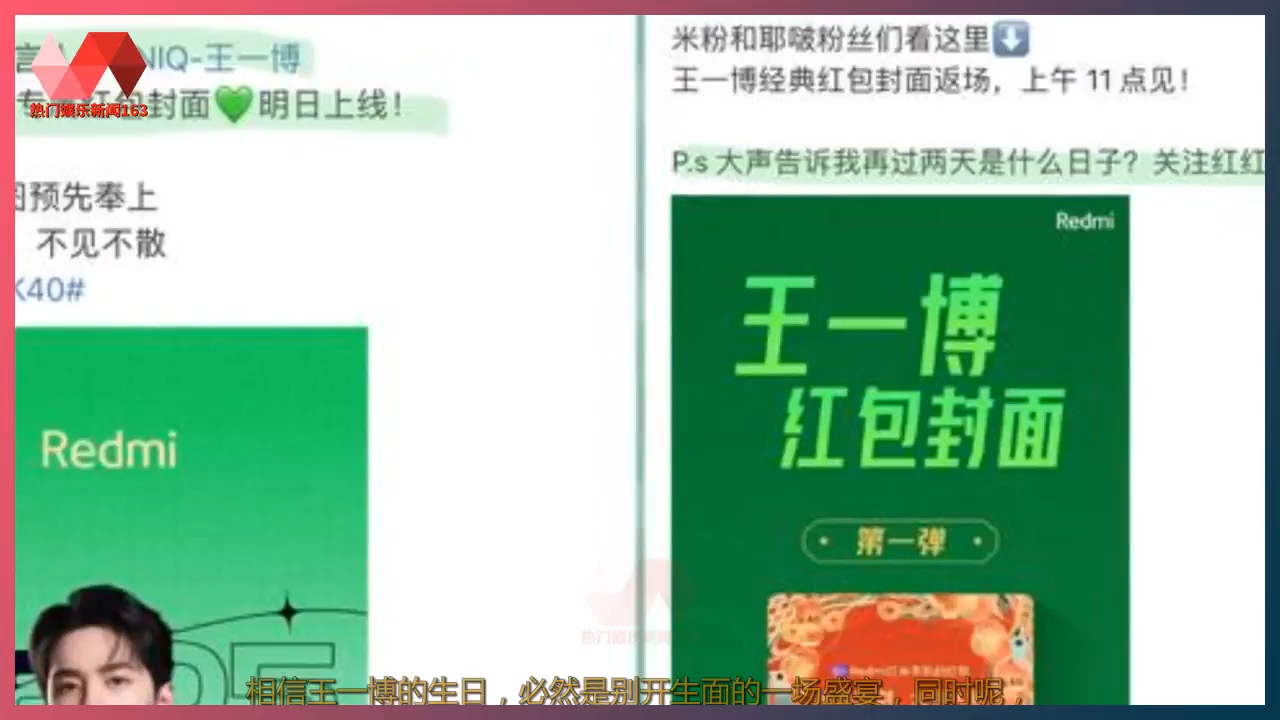 NIQ-王一博
红包封面💚明日上线！
预先奉上
不见不散
K40#
Redmi
热门娱乐新闻163
米粉和耶啵粉丝们看这里⬇️
王一博经典红包封面返场，上午 11 点见！
P.s 大声告诉我再过两天是什么日子？关注红红
Redmi
王一博
红包封面
第一弹
相信王一博的生日，必然是别开生面的一场盛宴，同时呢，